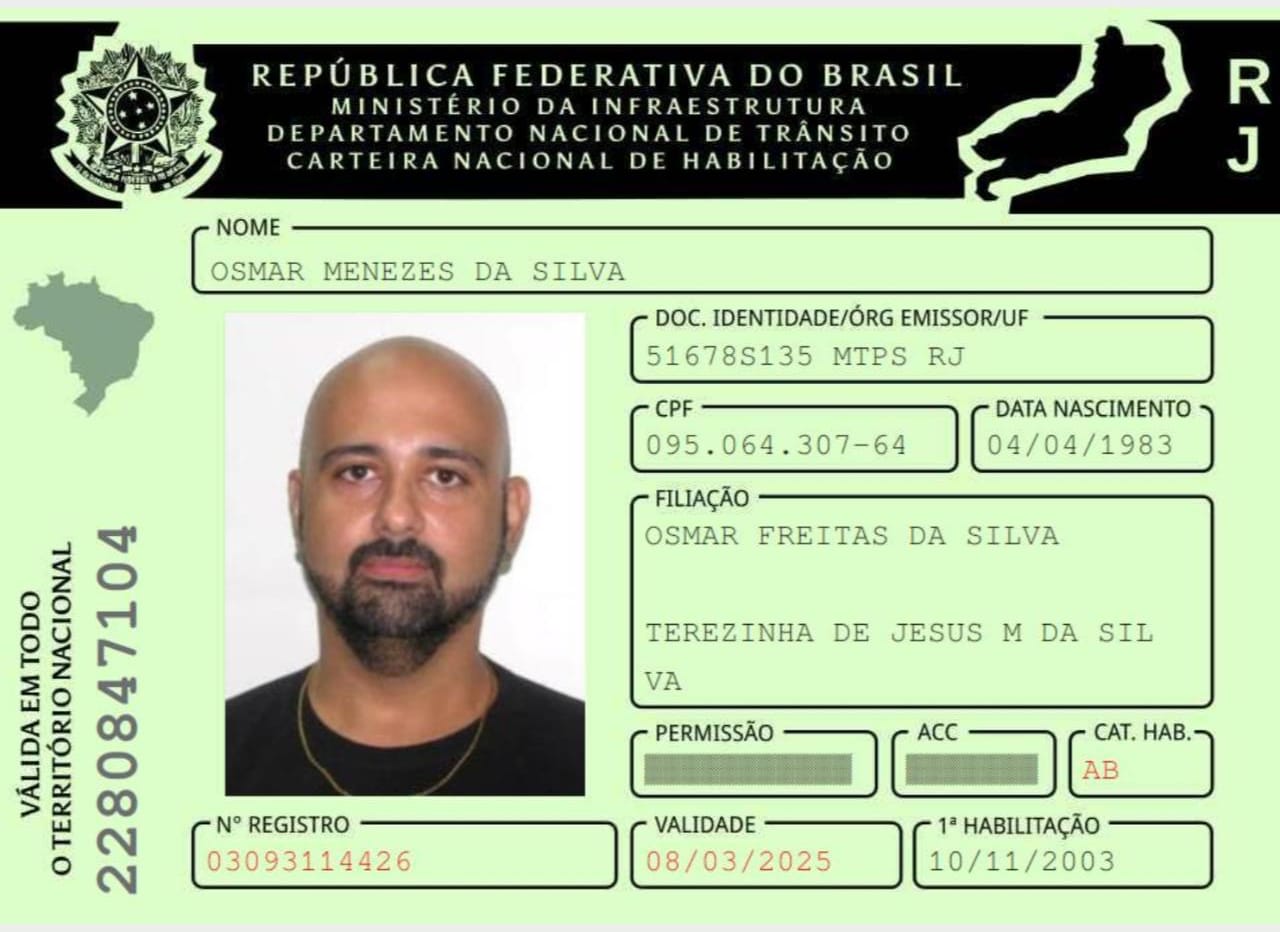 REPÚBLICA FEDERATIVA DO BRASIL
MINISTÉRIO DA INFRAESTRUTURA
DEPARTAMENTO NACIONAL DE TRÂNSITO
CARTEIRA NACIONAL DE HABILITAÇÃO
R
J
NOME
OSMAR MENEZES DA SILVA
DOC. IDENTIDADE/ÓRG EMISSOR/UF
51678S135 MTPS RJ
CPF
095.064.307-64
DATA NASCIMENTO
04/04/1983
FILIAÇÃO
OSMAR FREITAS DA SILVA
TEREZINHA DE JESUS M DA SIL
VA
PERMISSÃO
ACC
CAT. HAB.
AB
N° REGISTRO
03093114426
VALIDADE
08/03/2025
1ª HABILITAÇÃO
10/11/2003
VÁLIDA EM TODO
O TERRITÓRIO NACIONAL
2280847104